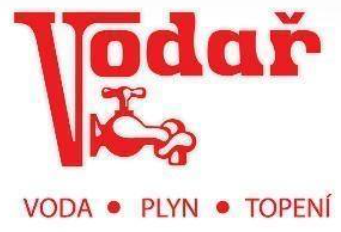 Vodař
VODA • PLYN • TOPENÍ